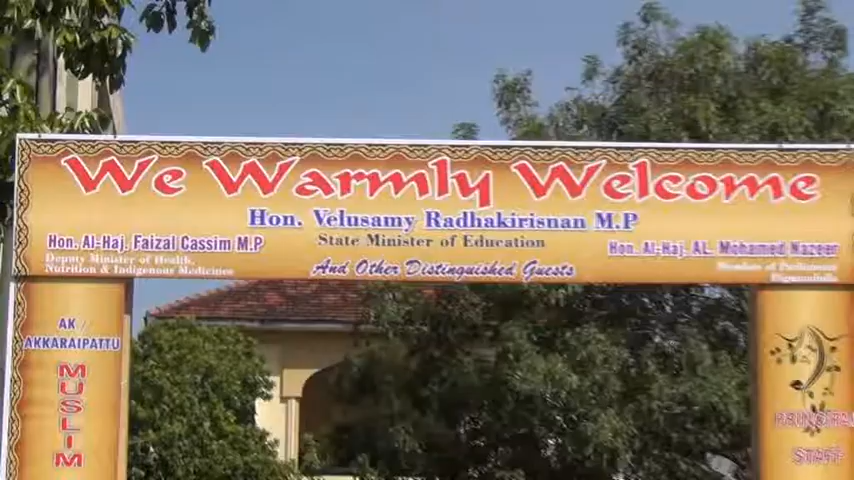 We Warmly Welcome
Hon. Velusamy Radhakirisnan M.P
State Minister of Education
And Other Distinguished Guests
Hon. Al-Haj. Faizal Cassim M.P
Deputy Minister of Health,
Nutrition & Indigenous Medicines
Hon. Al-Haj. AL. Mohamed Nazeer
Member of Parliament
AK/
AKKARAIPATTU
MUSLIM
STAFF